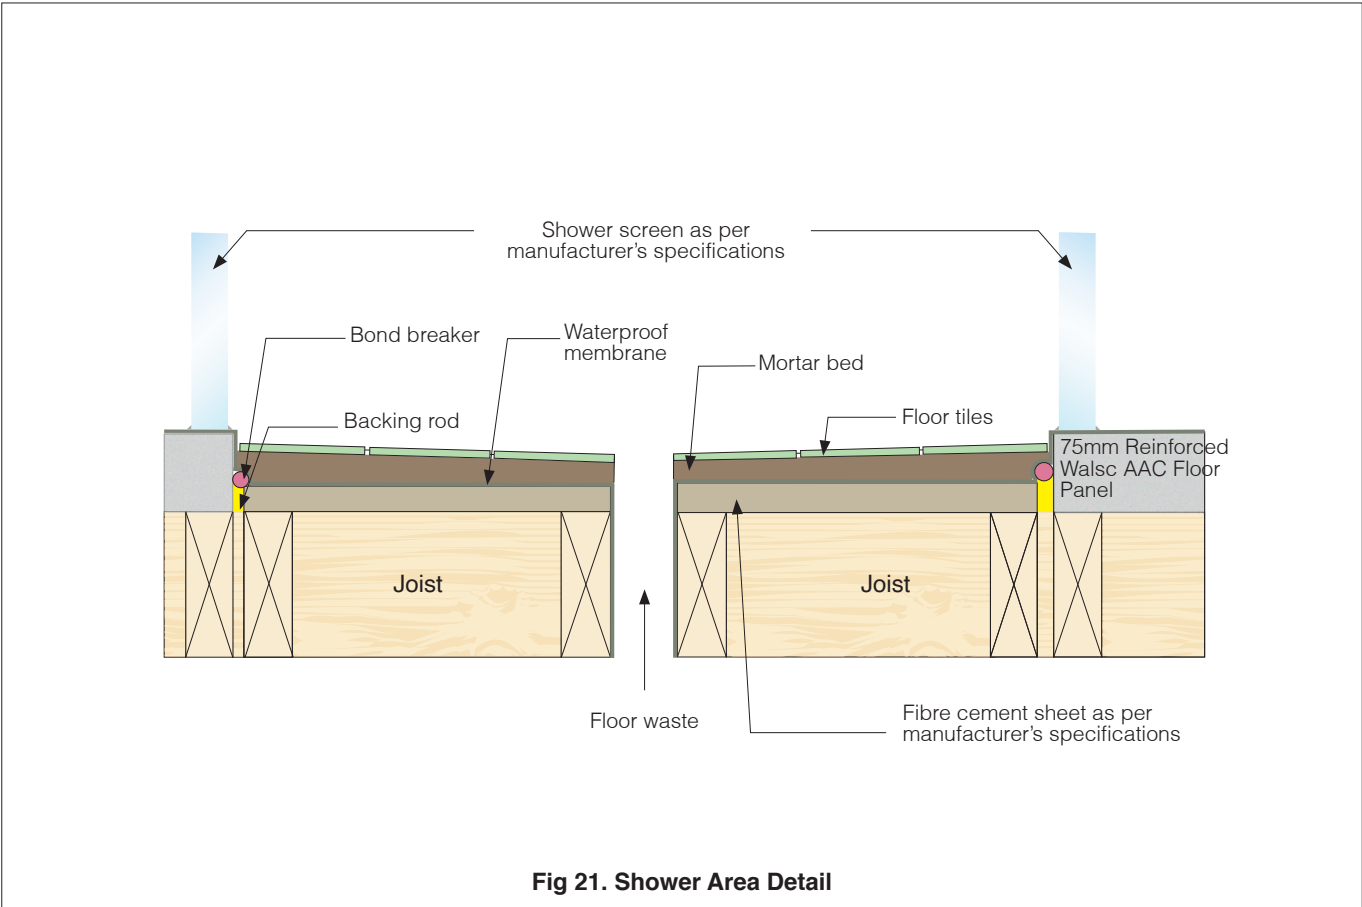 Shower screen as per
manufacturer's specifications
Bond breaker
Waterproof
membrane
Mortar bed
Backing rod
Floor tiles
75mm Reinforced
Walsc AAC Floor
Panel
Joist
Joist
Floor waste
Fibre cement sheet as per
manufacturer's specifications
Fig 21. Shower Area Detail